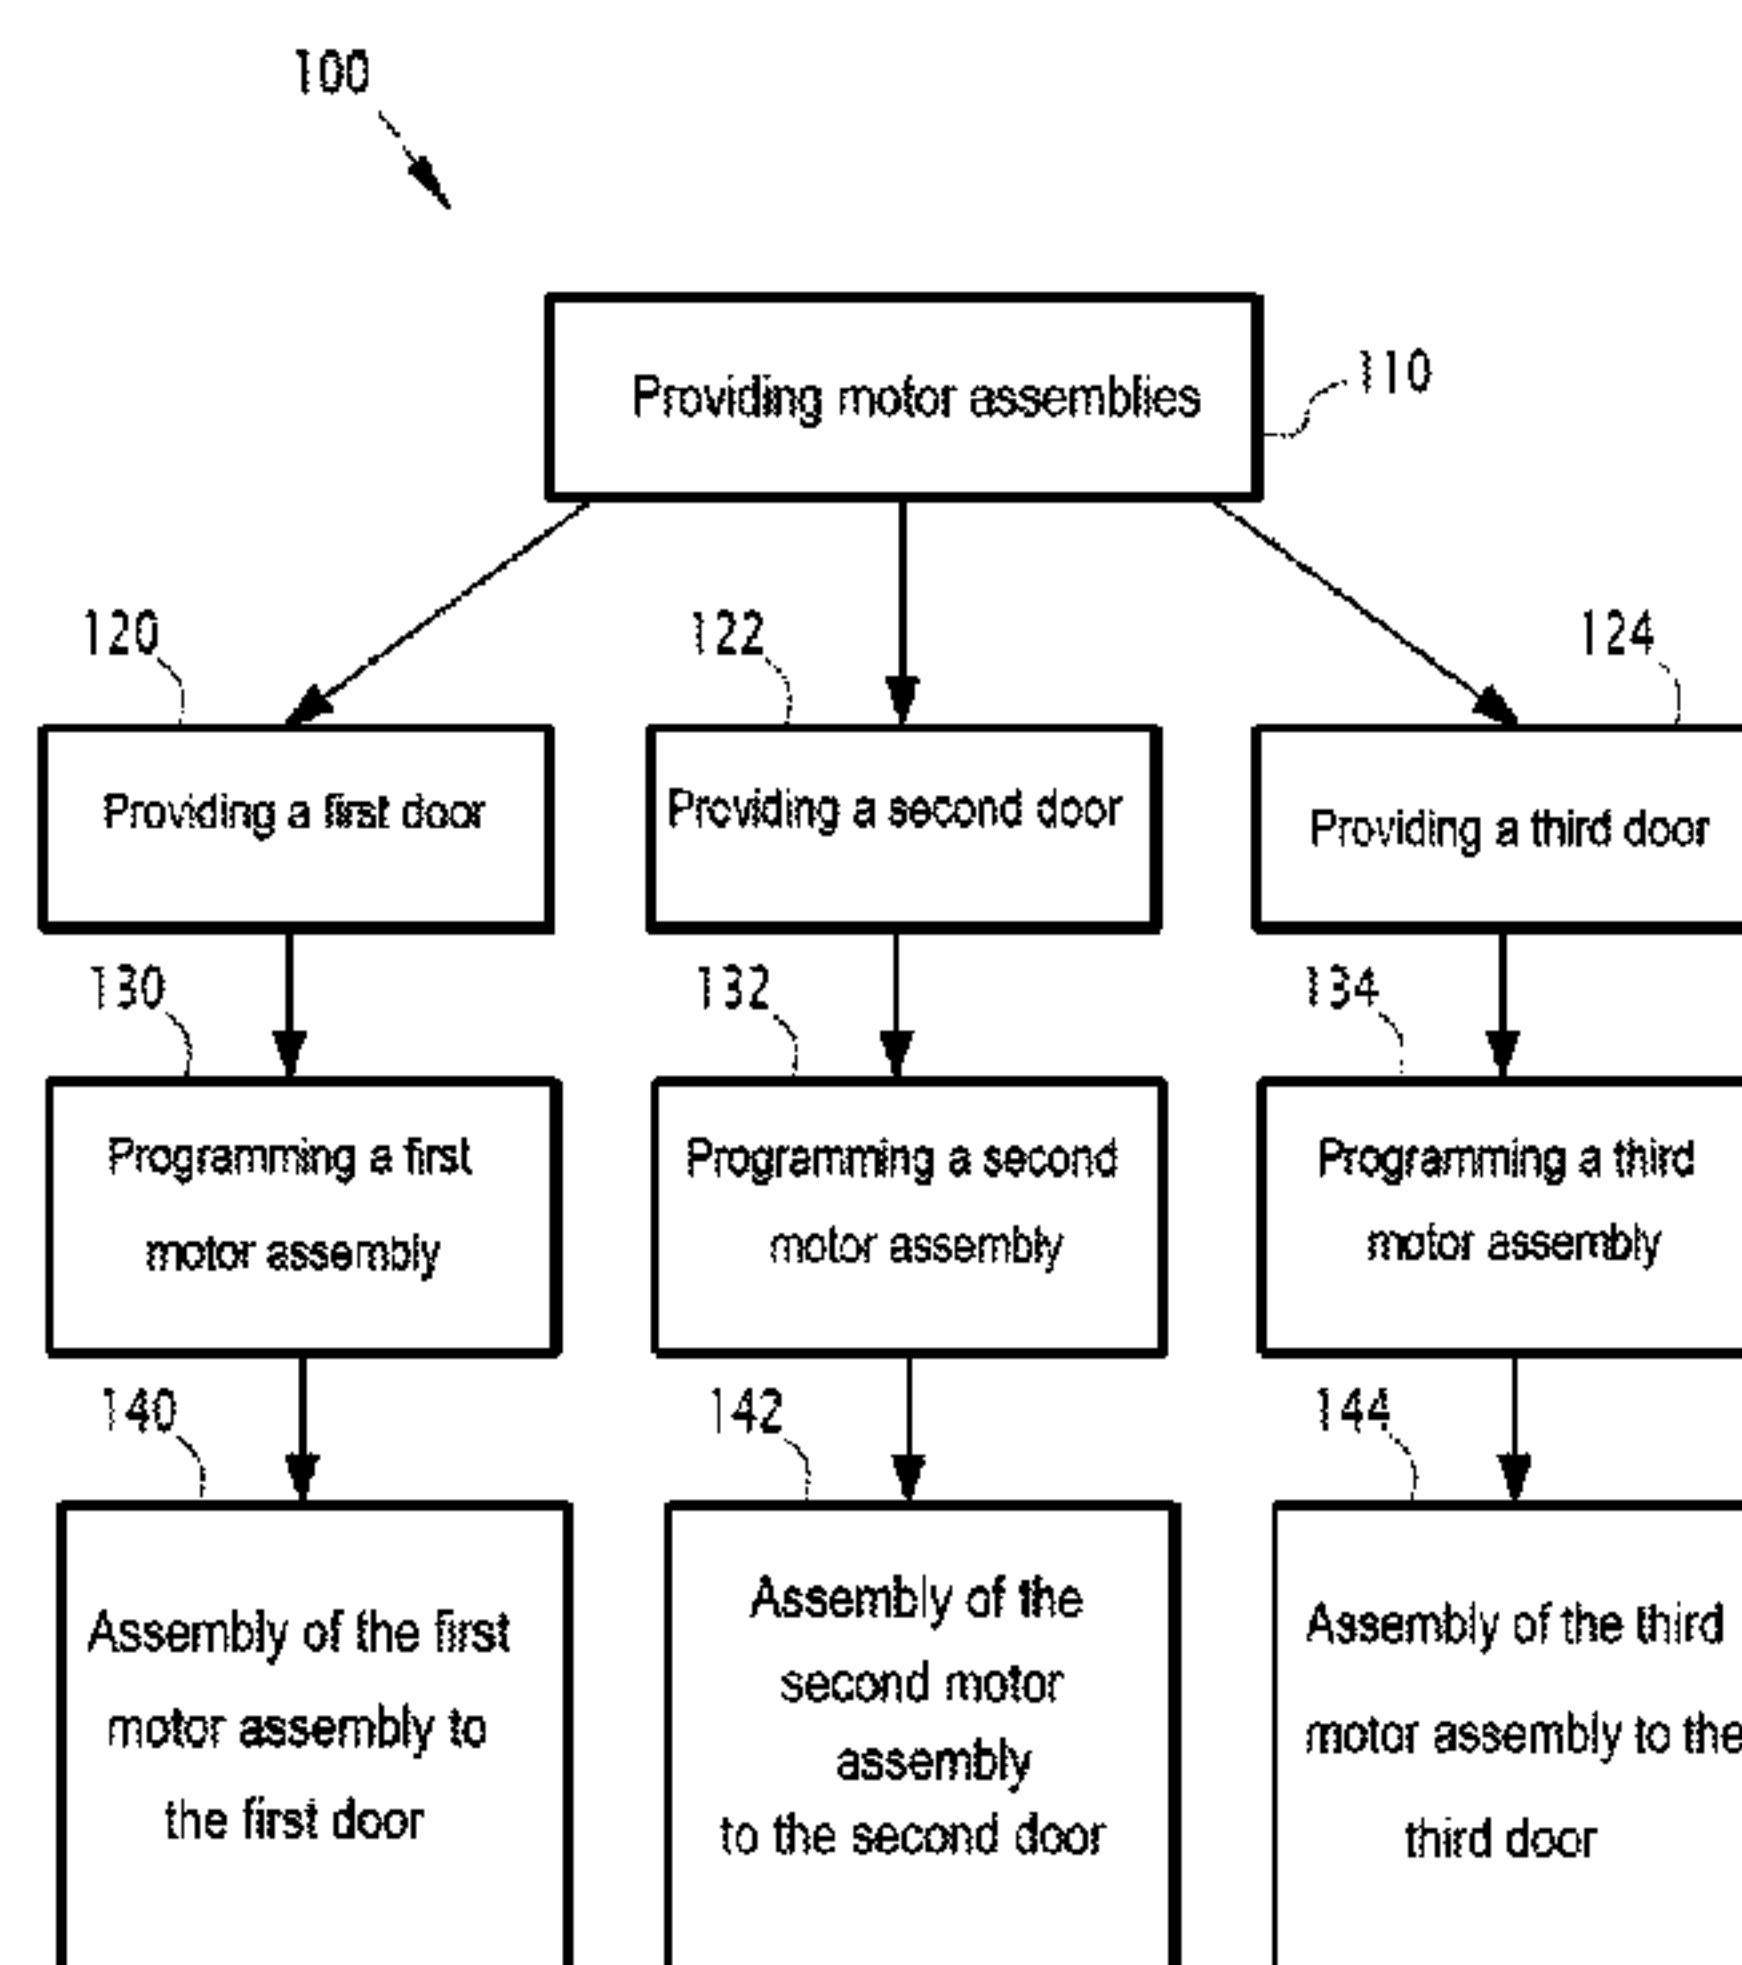 100
Providing motor assemblies
110
120
122
124
Providing a first door
Providing a second door
Providing a third door
130
132
134
Programming a first
motor assembly
Programming a second
motor assembly
Programming a third
motor assembly
140
142
144
Assembly of the first
motor assembly to
the first door
Assembly of the
second motor
assembly
to the second door
Assembly of the third
motor assembly to the
third door